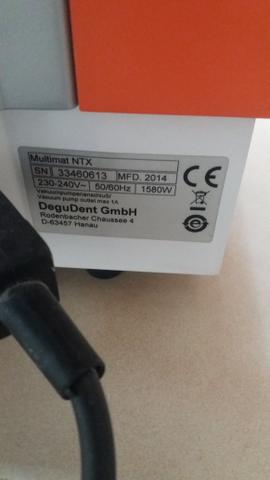 Multimat NTX
SN 33460613 MFD. 2014
230-240V~ 50/60Hz 1580W
Vakuumpumpenanschluß/
Vacuum pump outlet max 1A
DeguDent GmbH
Rodenbacher Chaussee 4
D-63457 Hanau
CE